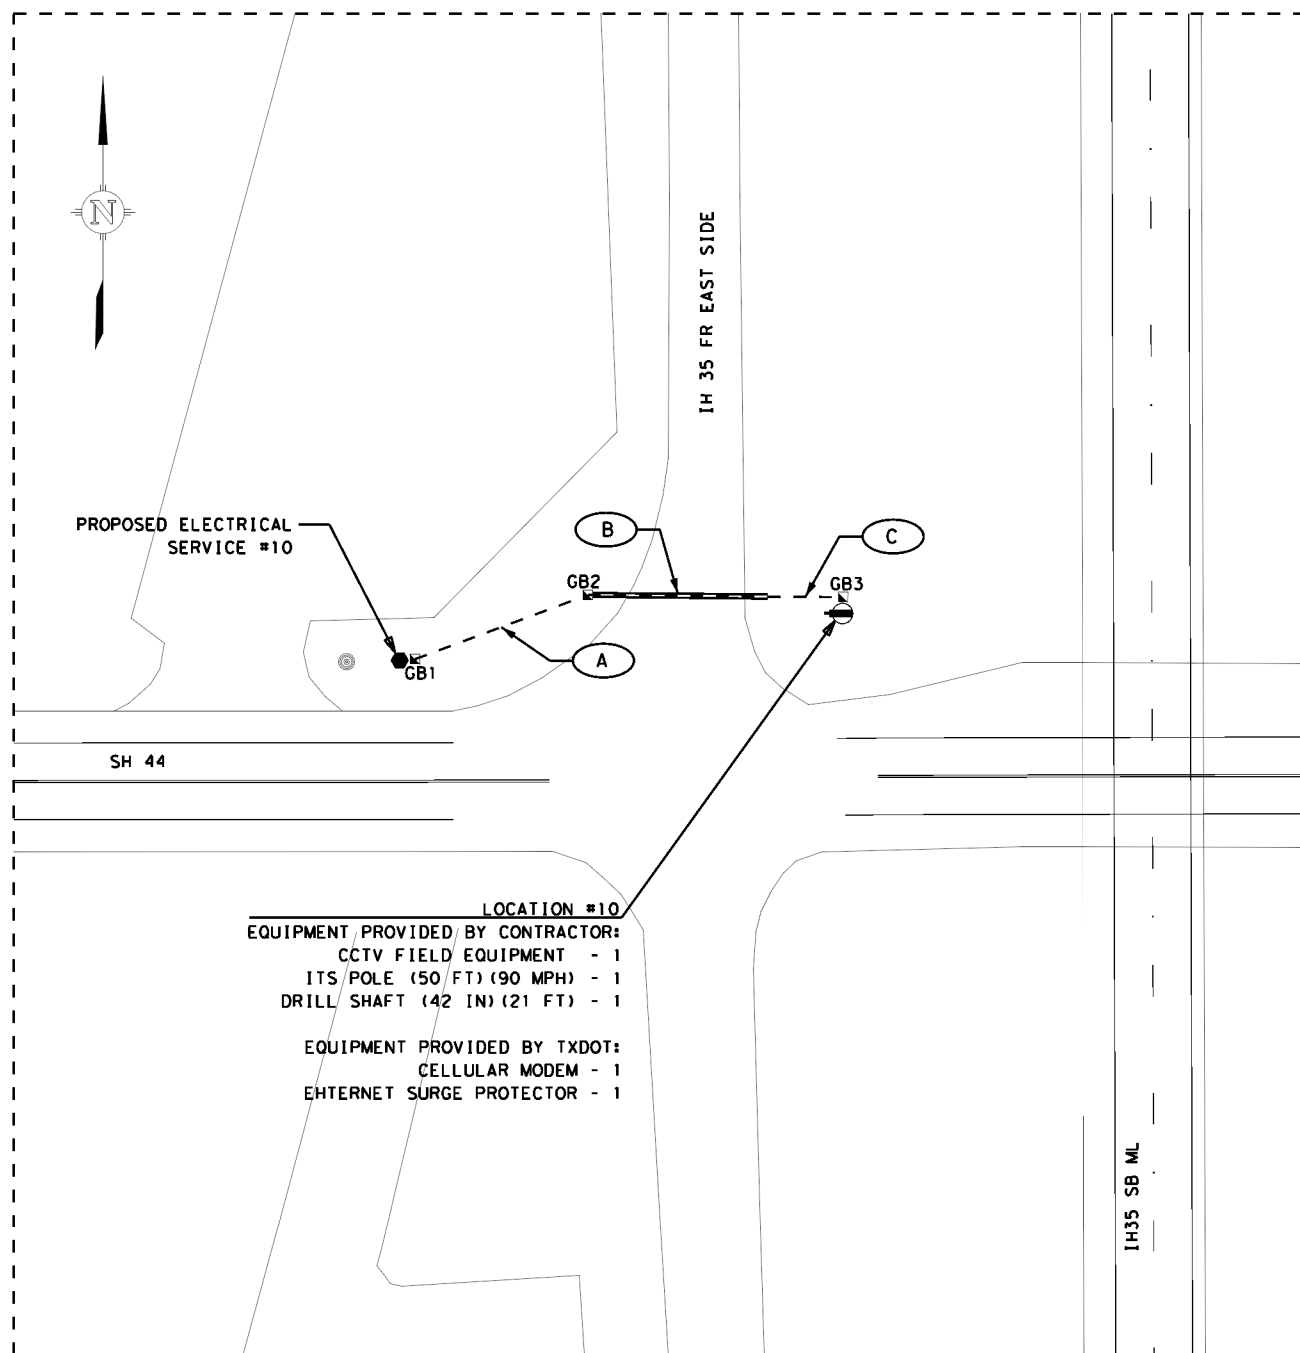 N
IH 35 FR EAST SIDE
PROPOSED ELECTRICAL
SERVICE #10
B
C
GB2
GB3
GB1
A
SH 44
LOCATION #10
EQUIPMENT PROVIDED BY CONTRACTOR:
CCTV FIELD EQUIPMENT - 1
ITS POLE (50 FT)(90 MPH) - 1
DRILL SHAFT (42 IN)(21 FT) - 1
EQUIPMENT PROVIDED BY TXDOT:
CELLULAR MODEM - 1
EHTERNET SURGE PROTECTOR - 1
IH35 SB ML